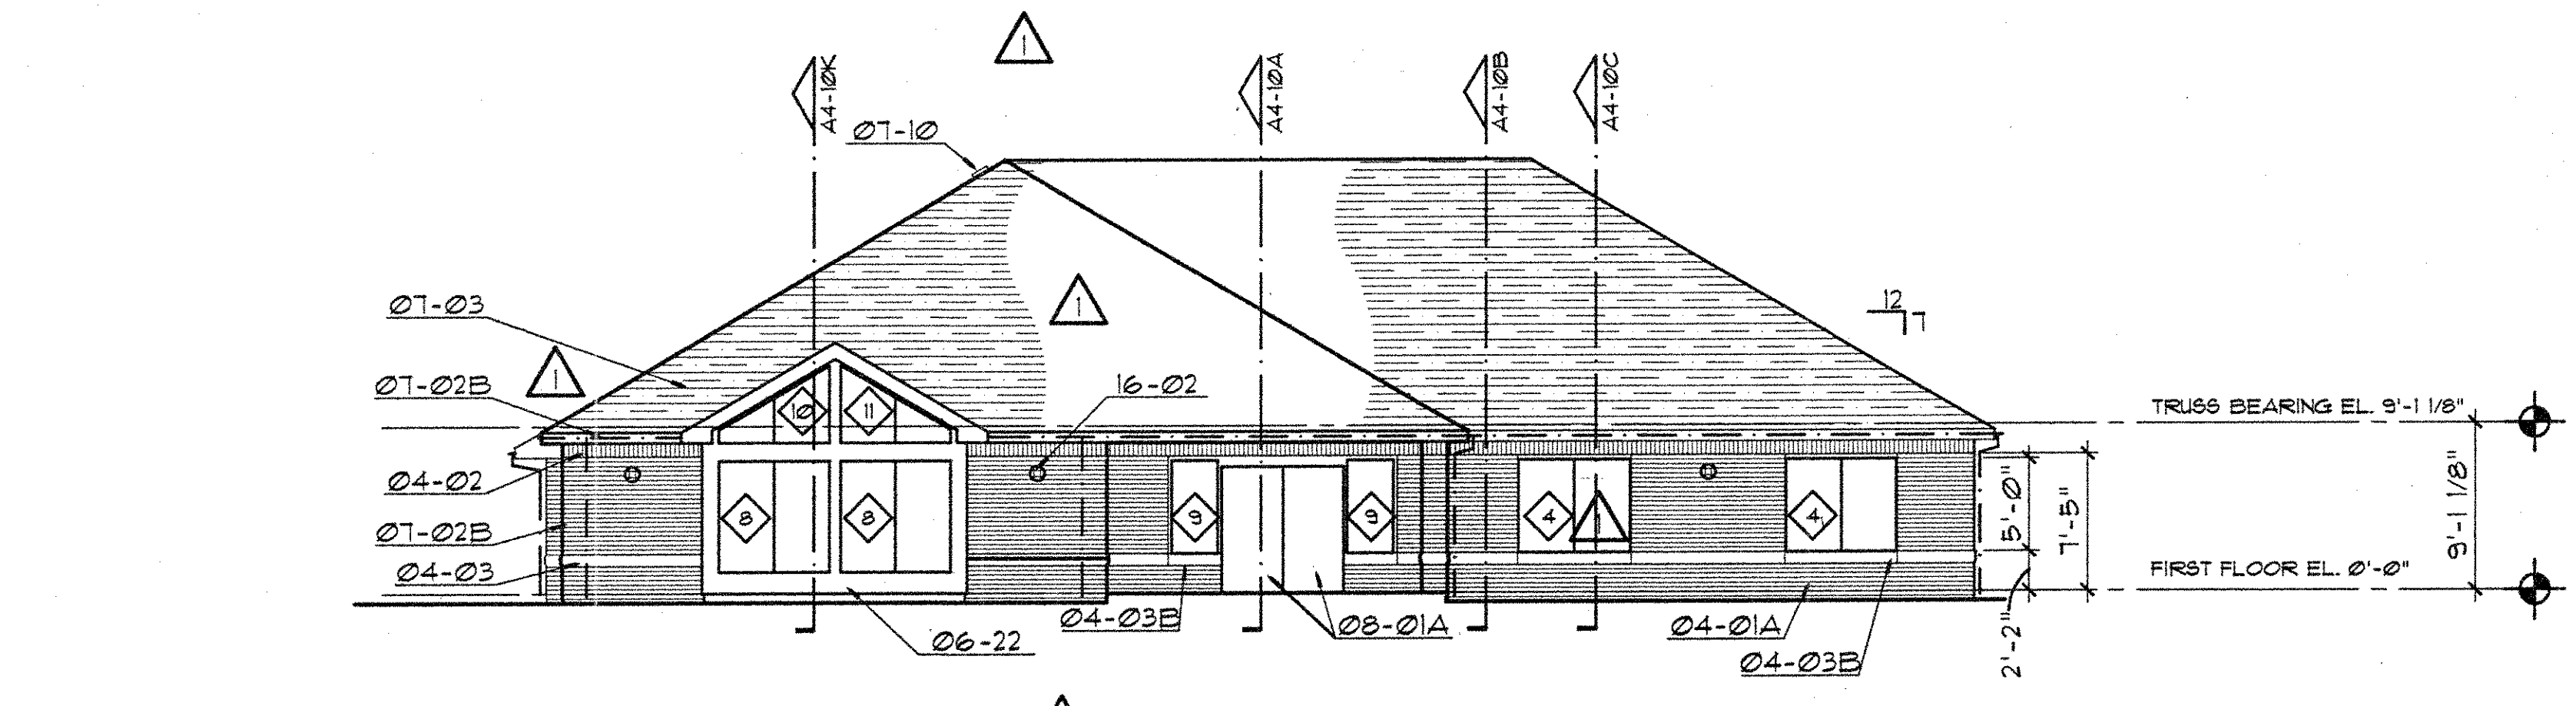 1
A4-10K
A4-10A
A4-10B
A4-10C
07-10
07-03
1
12
7
1
07-02B
16-02
TRUSS BEARING EL. 9'-1 1/8"
10
11
04-02
8
8
9
9
4
1
4
5'-0"
7'-5"
9'-1 1/8"
07-02B
04-03
FIRST FLOOR EL. 0'-0"
04-03B
08-01A
04-01A
06-22
04-03B
2'-2"